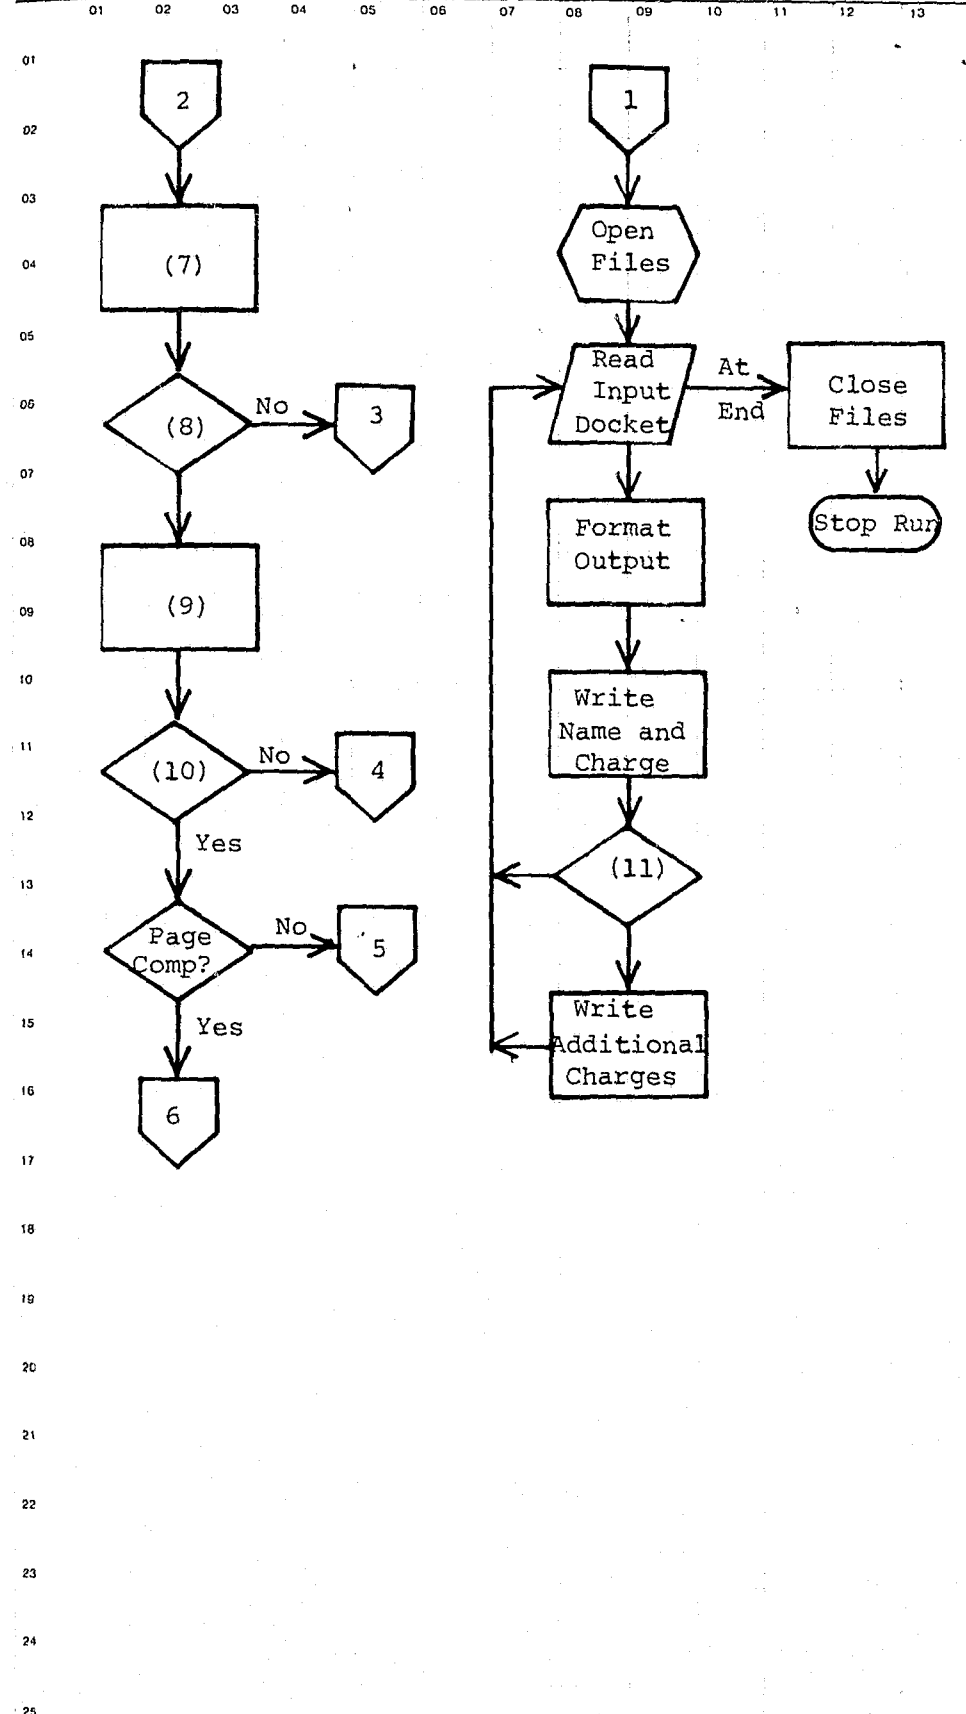 01 02 03 04 05 06 07 08 09 10 11 12 13
01
02
03
04
05
06
07
08
09
10
11
12
13
14
15
16
17
18
19
20
21
22
23
24
25
2
(7)
(8)
No
3
(9)
(10)
No
4
Yes
Page
Comp?
No
5
Yes
6
1
Open
Files
Read
Input
Docket
At
End
Close
Files
Stop Run
Format
Output
Write
Name and
Charge
(11)
Write
Additional
Charges